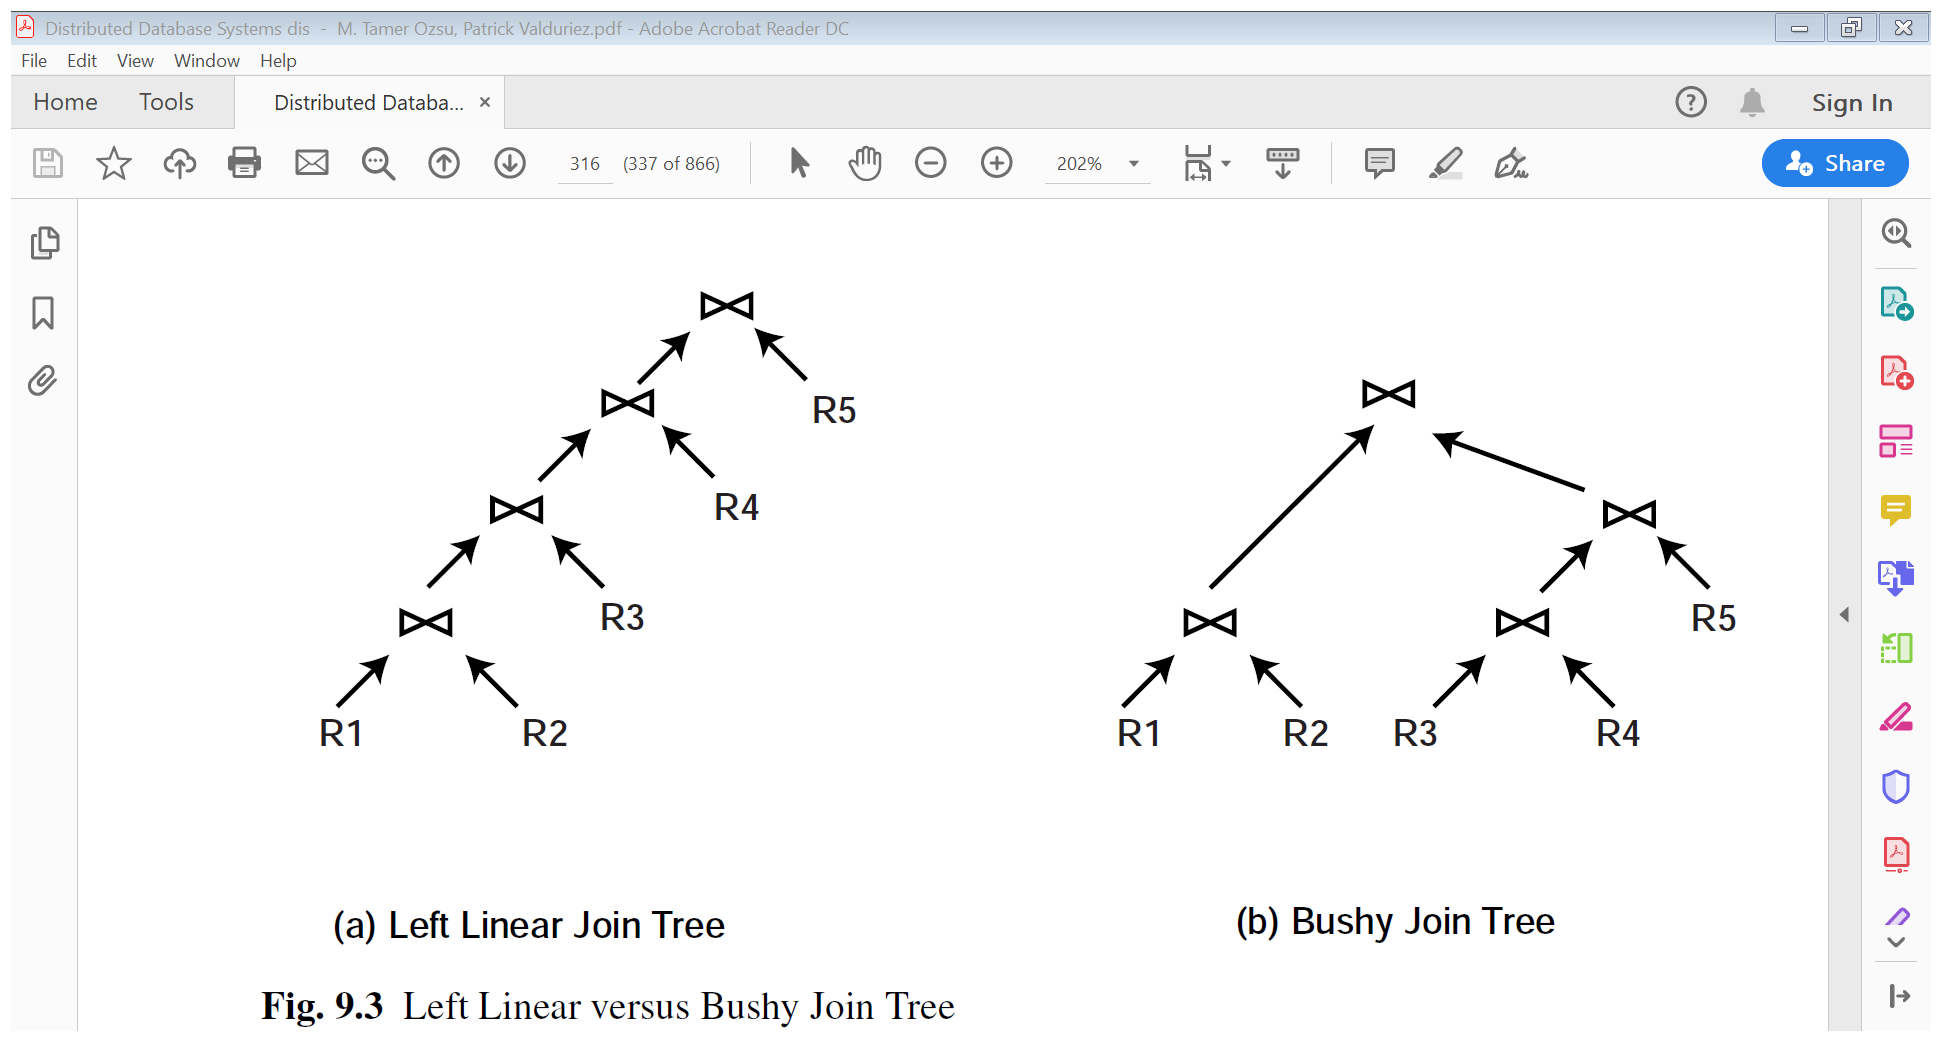 Distributed Database Systems dis - M. Tamer Ozsu, Patrick Valduriez.pdf - Adobe Acrobat Reader DC
File Edit View Window Help
Home Tools Distributed Databa... × ? Sign In
316 (337 of 866) 202% Share
R5
R4
R3
R5
R1 R2 R1 R2 R3 R4
(a) Left Linear Join Tree (b) Bushy Join Tree
Fig. 9.3 Left Linear versus Bushy Join Tree